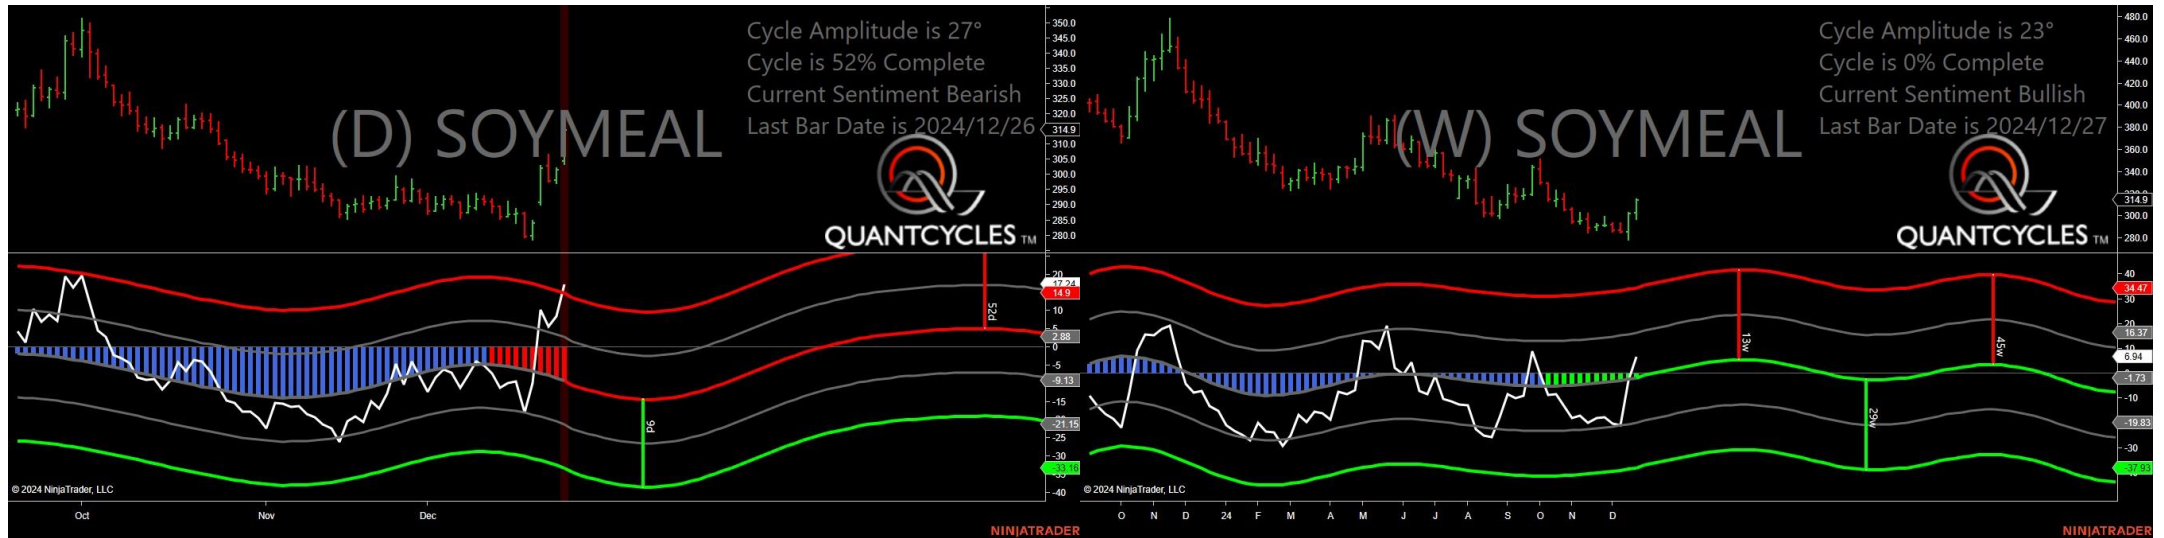 Cycle Amplitude is 27°
Cycle is 52% Complete
Current Sentiment Bearish
Last Bar Date is 2024/12/26
(D) SOYMEAL
QUANTCYCLES TM
350.0
345.0
340.0
335.0
330.0
325.0
320.0
314.9
310.0
305.0
300.0
295.0
290.0
285.0
280.0
20
17.24
14.9
10
5
2.88
0
-5
-9.13
-15
-21.15
-25
-30
-33.16
-40
52d
9d
© 2024 NinjaTrader, LLC
Oct Nov Dec
NINJATRADER
Cycle Amplitude is 23°
Cycle is 0% Complete
Current Sentiment Bullish
Last Bar Date is 2024/12/27
(W) SOYMEAL
QUANTCYCLES TM
480.0
460.0
440.0
420.0
400.0
380.0
360.0
340.0
314.9
300.0
280.0
40
34.47
30
20
16.37
10
6.94
-1.73
-10
-19.83
-30
-37.93
13w
45w
29w
© 2024 NinjaTrader, LLC
O N D 24 F M A M J J A S O N D
NINJATRADER